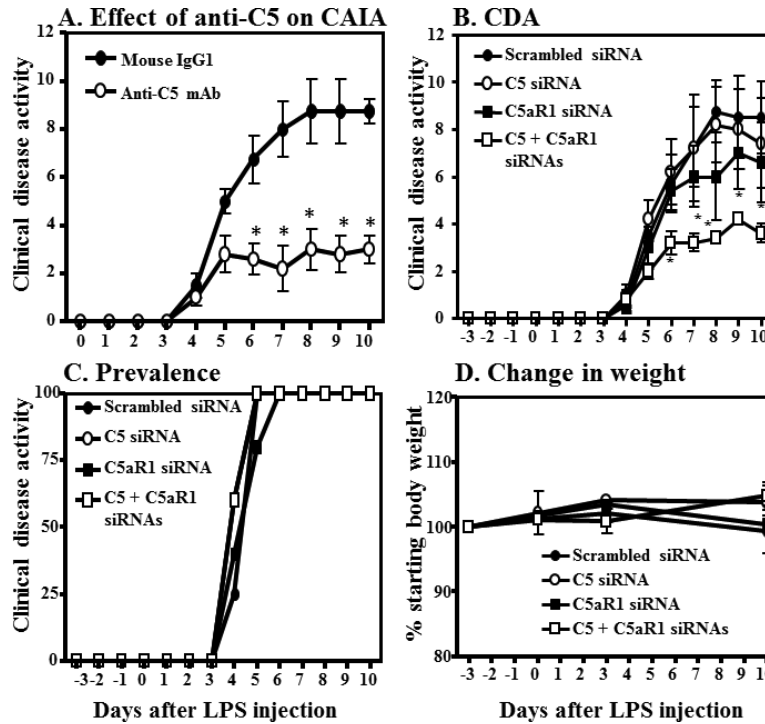 A. Effect of anti-C5 on CAIA
Clinical disease activity
12
10
8
6
4
2
0
Mouse IgG1
Anti-C5 mAb
* * * * *
0 1 2 3 4 5 6 7 8 9 10
B. CDA
Clinical disease activity
12
10
8
6
4
2
0
Scrambled siRNA
C5 siRNA
C5aR1 siRNA
C5 + C5aR1
siRNAs
* * * * *
-3 -2 -1 0 1 2 3 4 5 6 7 8 9 10
C. Prevalence
Clinical disease activity
100
75
50
25
0
Scrambled siRNA
C5 siRNA
C5aR1 siRNA
C5 + C5aR1
siRNAs
-3 -2 -1 0 1 2 3 4 5 6 7 8 9 10
Days after LPS injection
D. Change in weight
% starting body weight
120
110
100
90
80
Scrambled siRNA
C5 siRNA
C5aR1 siRNA
C5 + C5aR1 siRNAs
-3 -2 -1 0 1 2 3 4 5 6 7 8 9 10
Days after LPS injection